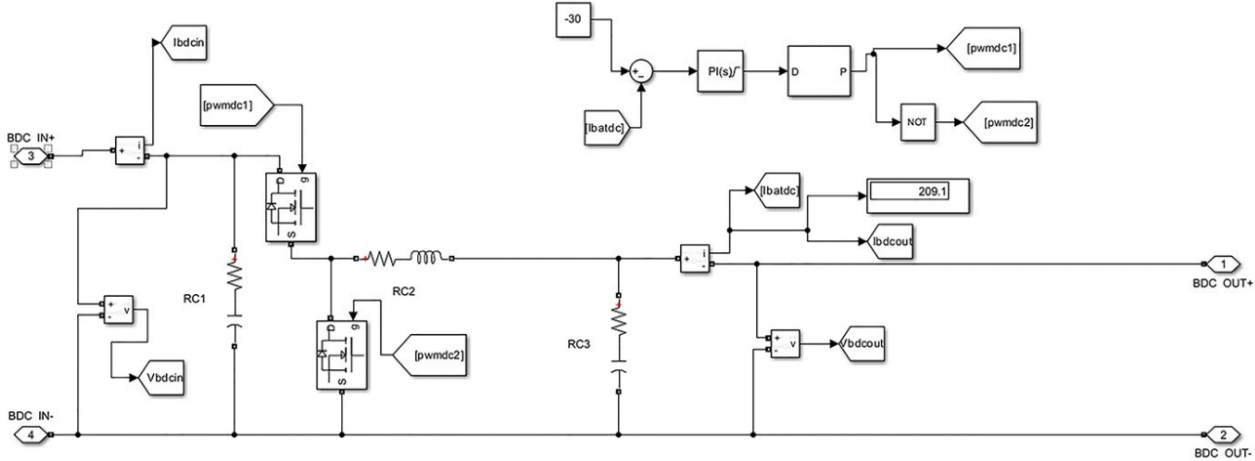 Ibdcin
-30
[pwmdc1]
PI(s)
D
P
[Ibatdc]
NOT
[pwmdc2]
[pwmdc1]
BDC IN+
3
+
-
i
D
g
S
[Ibatdc]
209.1
Ibdcout
+
-
i
1
BDC OUT+
RC1
RC2
+
-
v
D
g
S
[pwmdc2]
RC3
+
-
v
Vbdcout
Vbdcin
BDC IN-
4
2
BDC OUT-